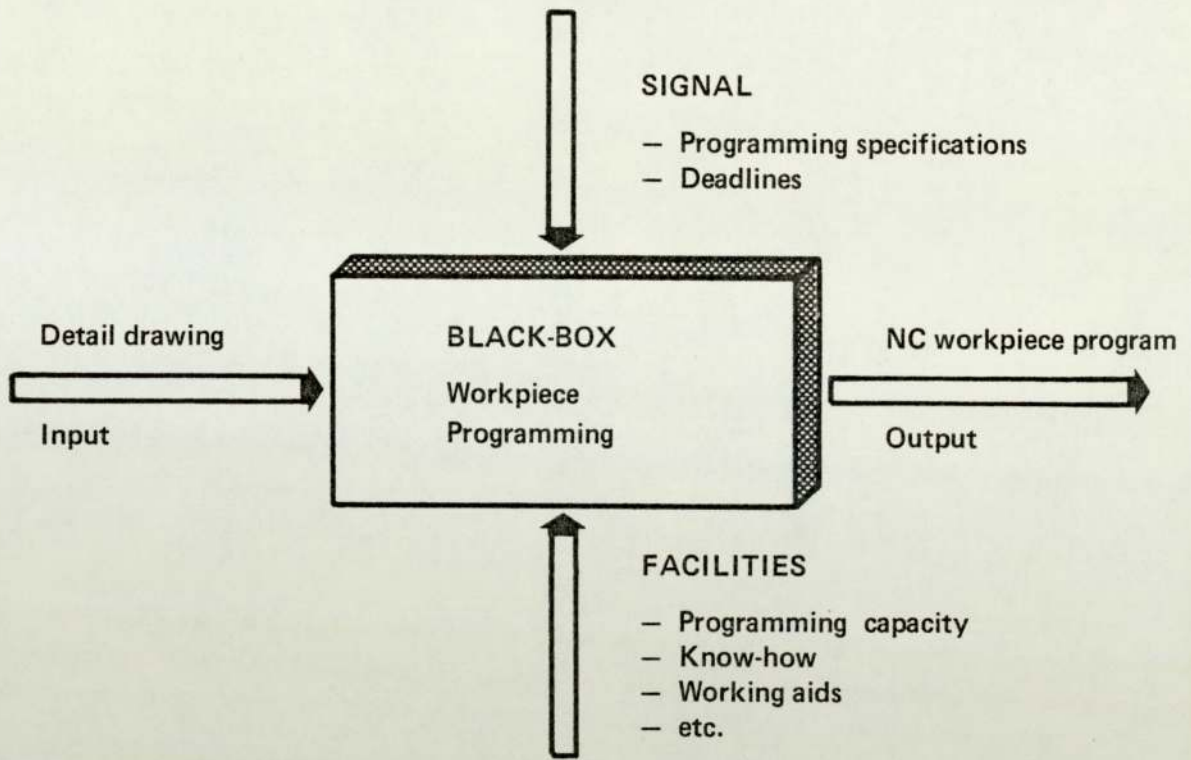 SIGNAL
— Programming specifications
— Deadlines
Detail drawing
Input
BLACK-BOX
Workpiece
Programming
NC workpiece program
Output
FACILITIES
— Programming capacity
— Know-how
— Working aids
— etc.